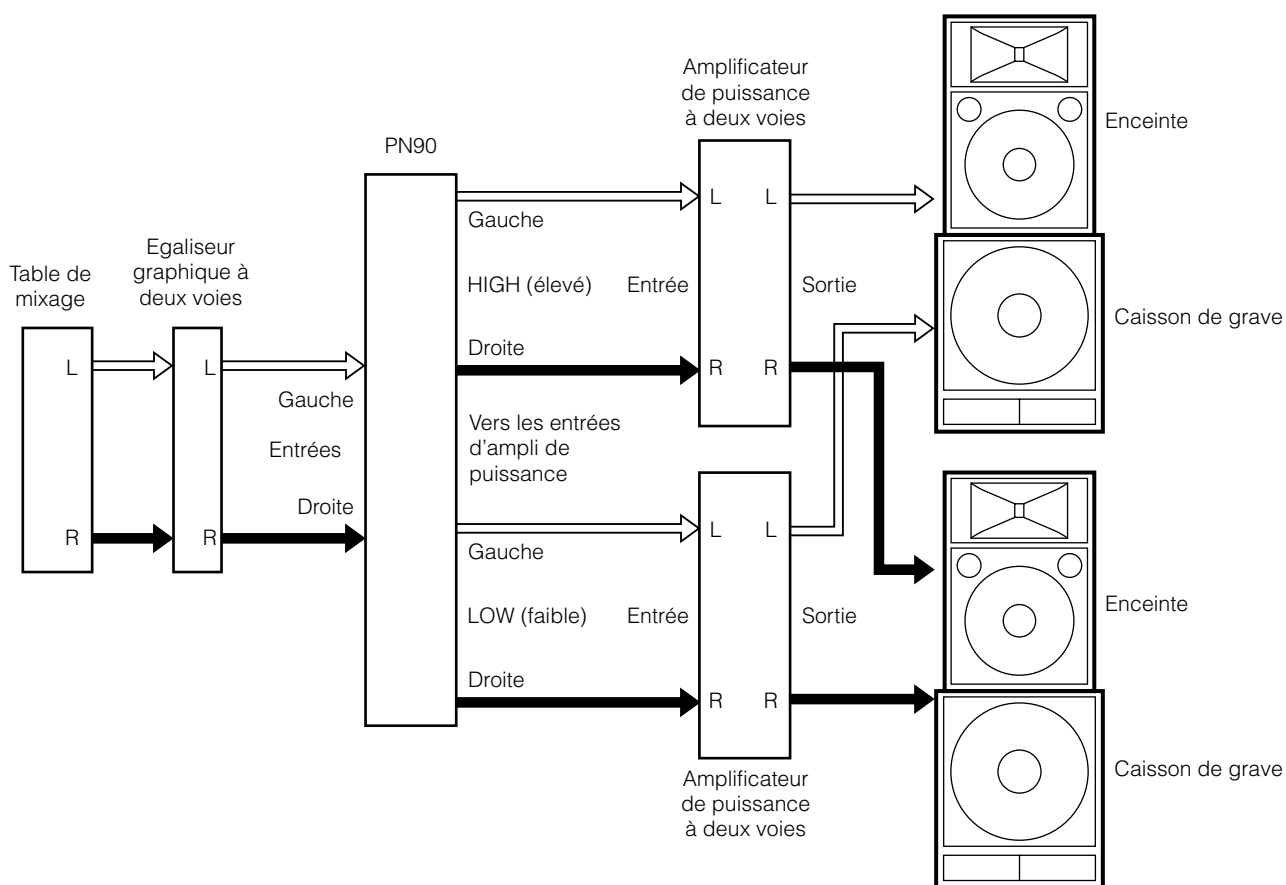 Table de
mixage
L
R
Egaliseur
graphique à
deux voies
L
R
Gauche
Entrées
Droite
PN90
Gauche
HIGH (élevé)
Droite
Vers les entrées
d'ampli de
puissance
Gauche
LOW (faible)
Droite
Amplificateur
de puissance
à deux voies
L
L
Entrée
Sortie
R
R
L
L
Entrée
Sortie
R
R
Amplificateur
de puissance
à deux voies
Enceinte
Caisson de grave
Enceinte
Caisson de grave